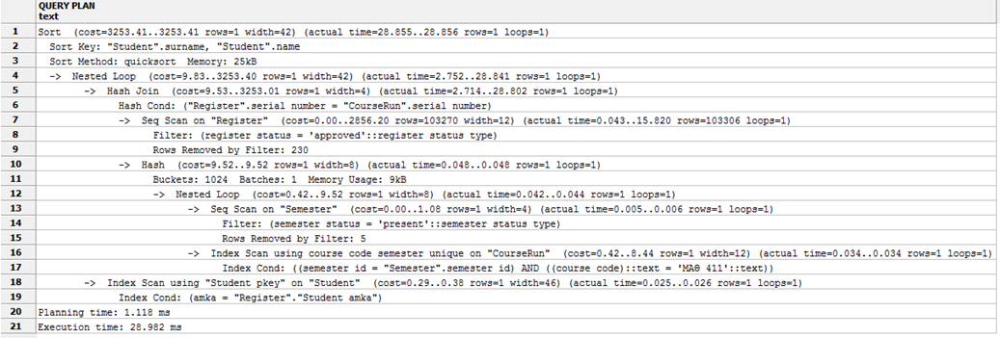 QUERY PLAN
text
1 Sort (cost=3253.41..3253.41 rows=1 width=42) (actual time=28.855..28.856 rows=1 loops=1)
2 Sort Key: "Student".surname, "Student".name
3 Sort Method: quicksort Memory: 25kB
4 -> Nested Loop (cost=9.83..3253.40 rows=1 width=42) (actual time=2.752..28.841 rows=1 loops=1)
5 -> Hash Join (cost=9.53..3253.01 rows=1 width=4) (actual time=2.714..28.802 rows=1 loops=1)
6 Hash Cond: ("Register".serial number = "CourseRun".serial number)
7 -> Seq Scan on "Register" (cost=0.00..2856.20 rows=103270 width=12) (actual time=0.043..15.820 rows=103306 loops=1)
8 Filter: (register status = 'approved'::register status type)
9 Rows Removed by Filter: 230
10 -> Hash (cost=9.52..9.52 rows=1 width=8) (actual time=0.048..0.048 rows=1 loops=1)
11 Buckets: 1024 Batches: 1 Memory Usage: 9kB
12 -> Nested Loop (cost=0.42..9.52 rows=1 width=8) (actual time=0.042..0.044 rows=1 loops=1)
13 -> Seq Scan on "Semester" (cost=0.00..1.08 rows=1 width=4) (actual time=0.005..0.006 rows=1 loops=1)
14 Filter: (semester status = 'present'::semester status type)
15 Rows Removed by Filter: 5
16 -> Index Scan using course code semester unique on "CourseRun" (cost=0.42..8.44 rows=1 width=12) (actual time=0.034..0.034 rows=1 loops=1)
17 Index Cond: ((semester id = "Semester".semester id) AND ((course code)::text = 'ΜΑΘ 411'::text))
18 -> Index Scan using "Student pkey" on "Student" (cost=0.29..0.38 rows=1 width=46) (actual time=0.025..0.026 rows=1 loops=1)
19 Index Cond: (amka = "Register"."Student amka")
20 Planning time: 1.118 ms
21 Execution time: 28.982 ms